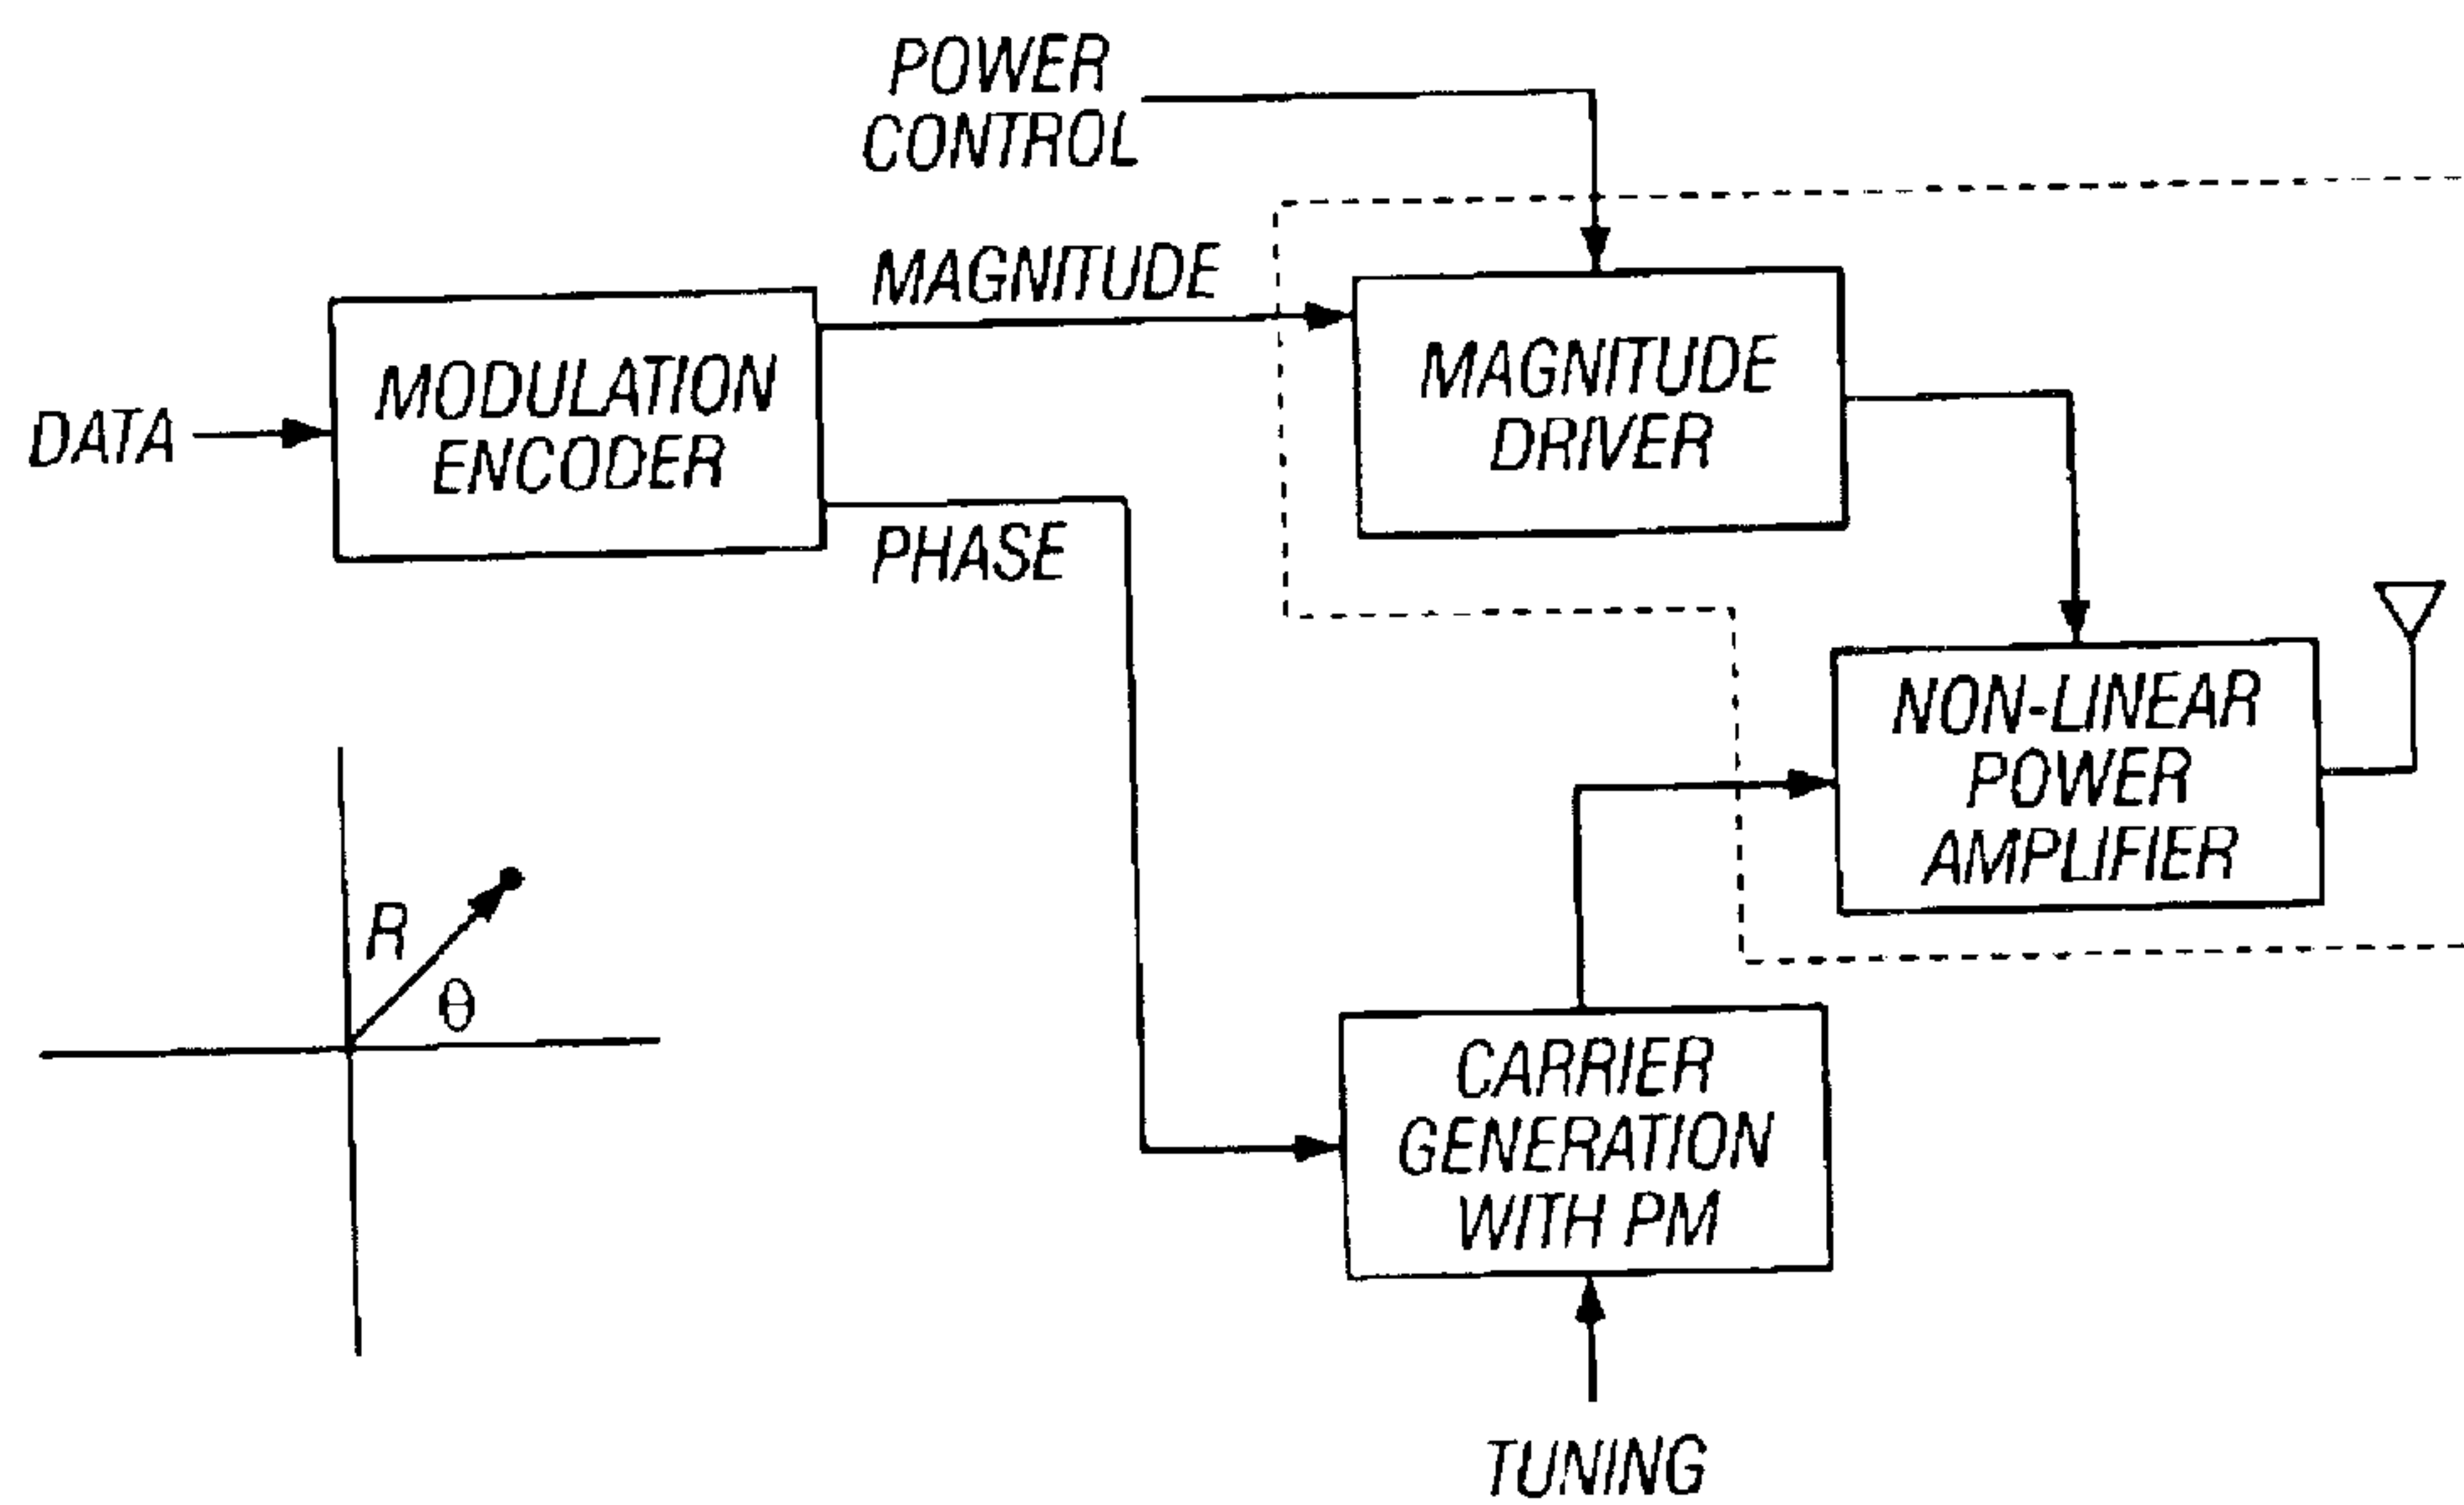 POWER
CONTROL
MAGNITUDE
MODULATION
ENCODER
DATA
PHASE
MAGNITUDE
DRIVER
NON-LINEAR
POWER
AMPLIFIER
R
θ
CARRIER
GENERATION
WITH PM
TUNING